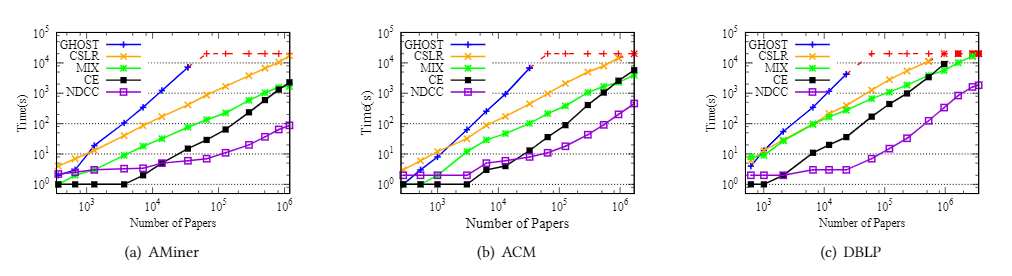 10^5
10^4
10^3
10^2
10^1
10^0
Time(s)
GHOST
CSLR
MIX
CE
NDCC
10^3 10^4 10^5 10^6
Number of Papers
(a) AMiner
10^5
10^4
10^3
10^2
10^1
10^0
Time(s)
GHOST
CSLR
MIX
CE
NDCC
10^3 10^4 10^5 10^6
Number of Papers
(b) ACM
10^5
10^4
10^3
10^2
10^1
10^0
Time(s)
GHOST
CSLR
MIX
CE
NDCC
10^3 10^4 10^5 10^6
Number of Papers
(c) DBLP